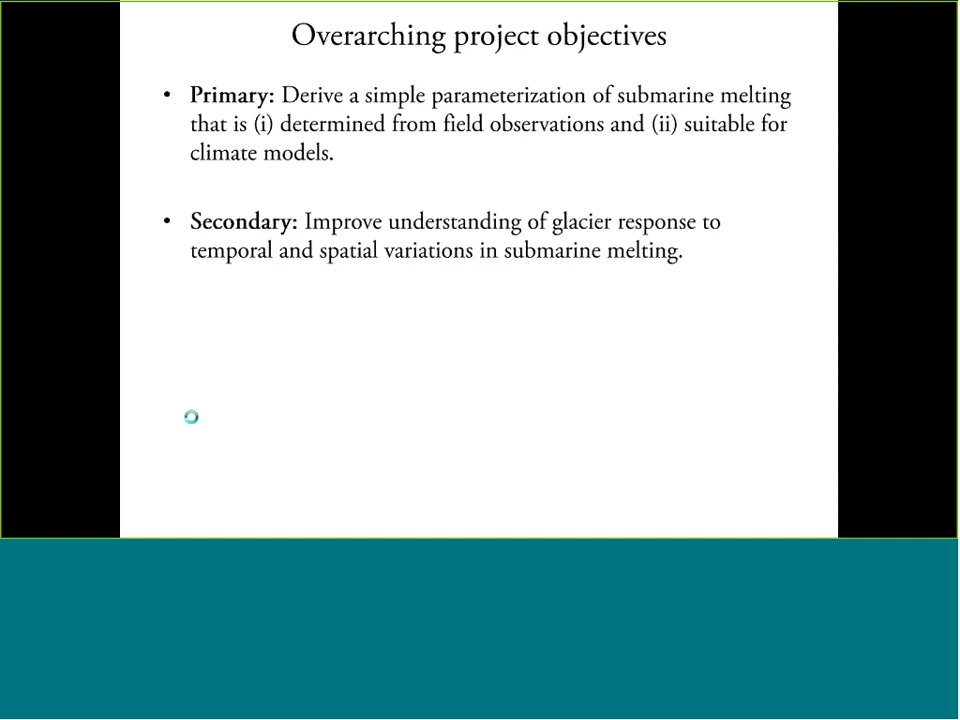 Overarching project objectives
• Primary: Derive a simple parameterization of submarine melting
that is (i) determined from field observations and (ii) suitable for
climate models.
• Secondary: Improve understanding of glacier response to
temporal and spatial variations in submarine melting.